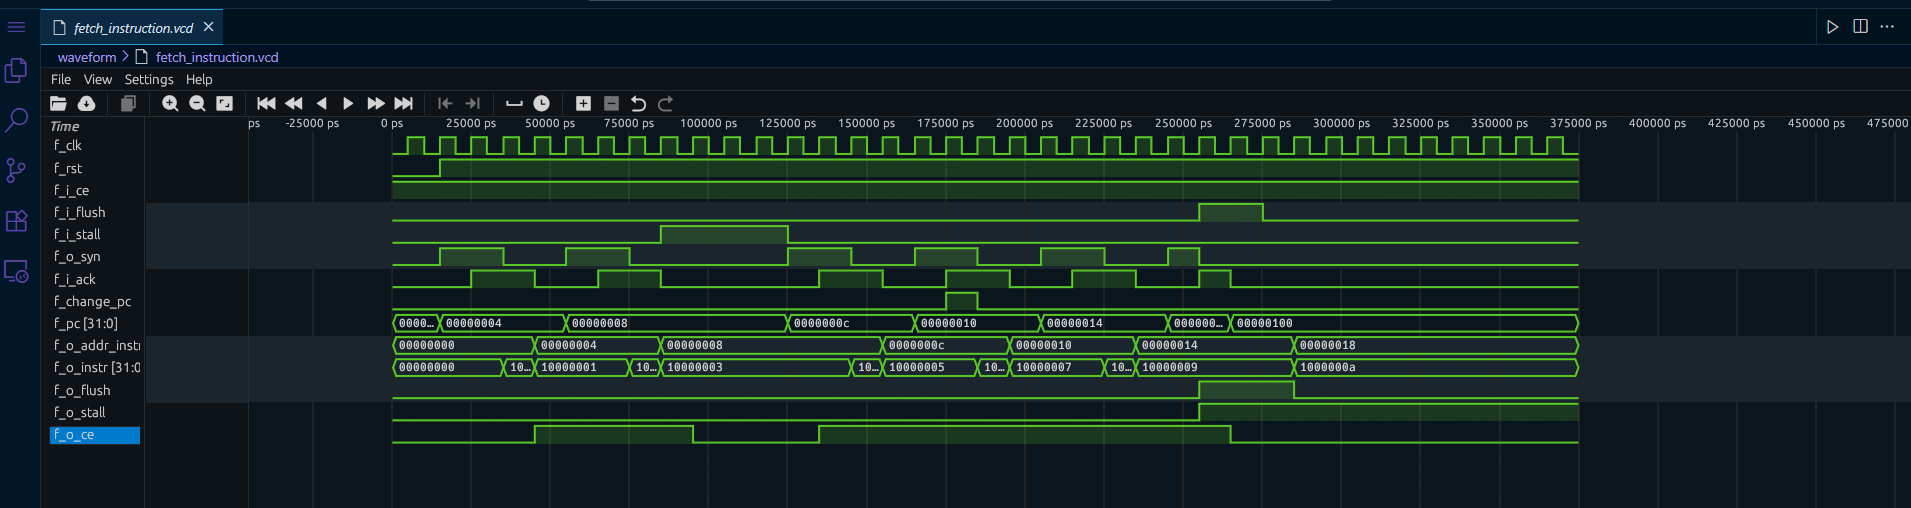 fetch_instruction.vcd
waveform > fetch_instruction.vcd
File View Settings Help
Time ps -25000 ps 0 ps 25000 ps 50000 ps 75000 ps 100000 ps 125000 ps 150000 ps 175000 ps 200000 ps 225000 ps 250000 ps 275000 ps 300000 ps 325000 ps 350000 ps 375000 ps 400000 ps 425000 ps 450000 ps 475000
f_clk
f_rst
f_i_ce
f_i_flush
f_i_stall
f_o_syn
f_i_ack
f_change_pc
f_pc [31:0] 0000… 00000004 00000008 0000000c 00000010 00000014 000000… 00000100
f_o_addr_instr 00000000 00000004 00000008 0000000c 00000010 00000014 00000018
f_o_instr [31:0 00000000 10… 10000001 10… 10000003 10… 10000005 10… 10000007 10… 10000009 1000000a
f_o_flush
f_o_stall
f_o_ce